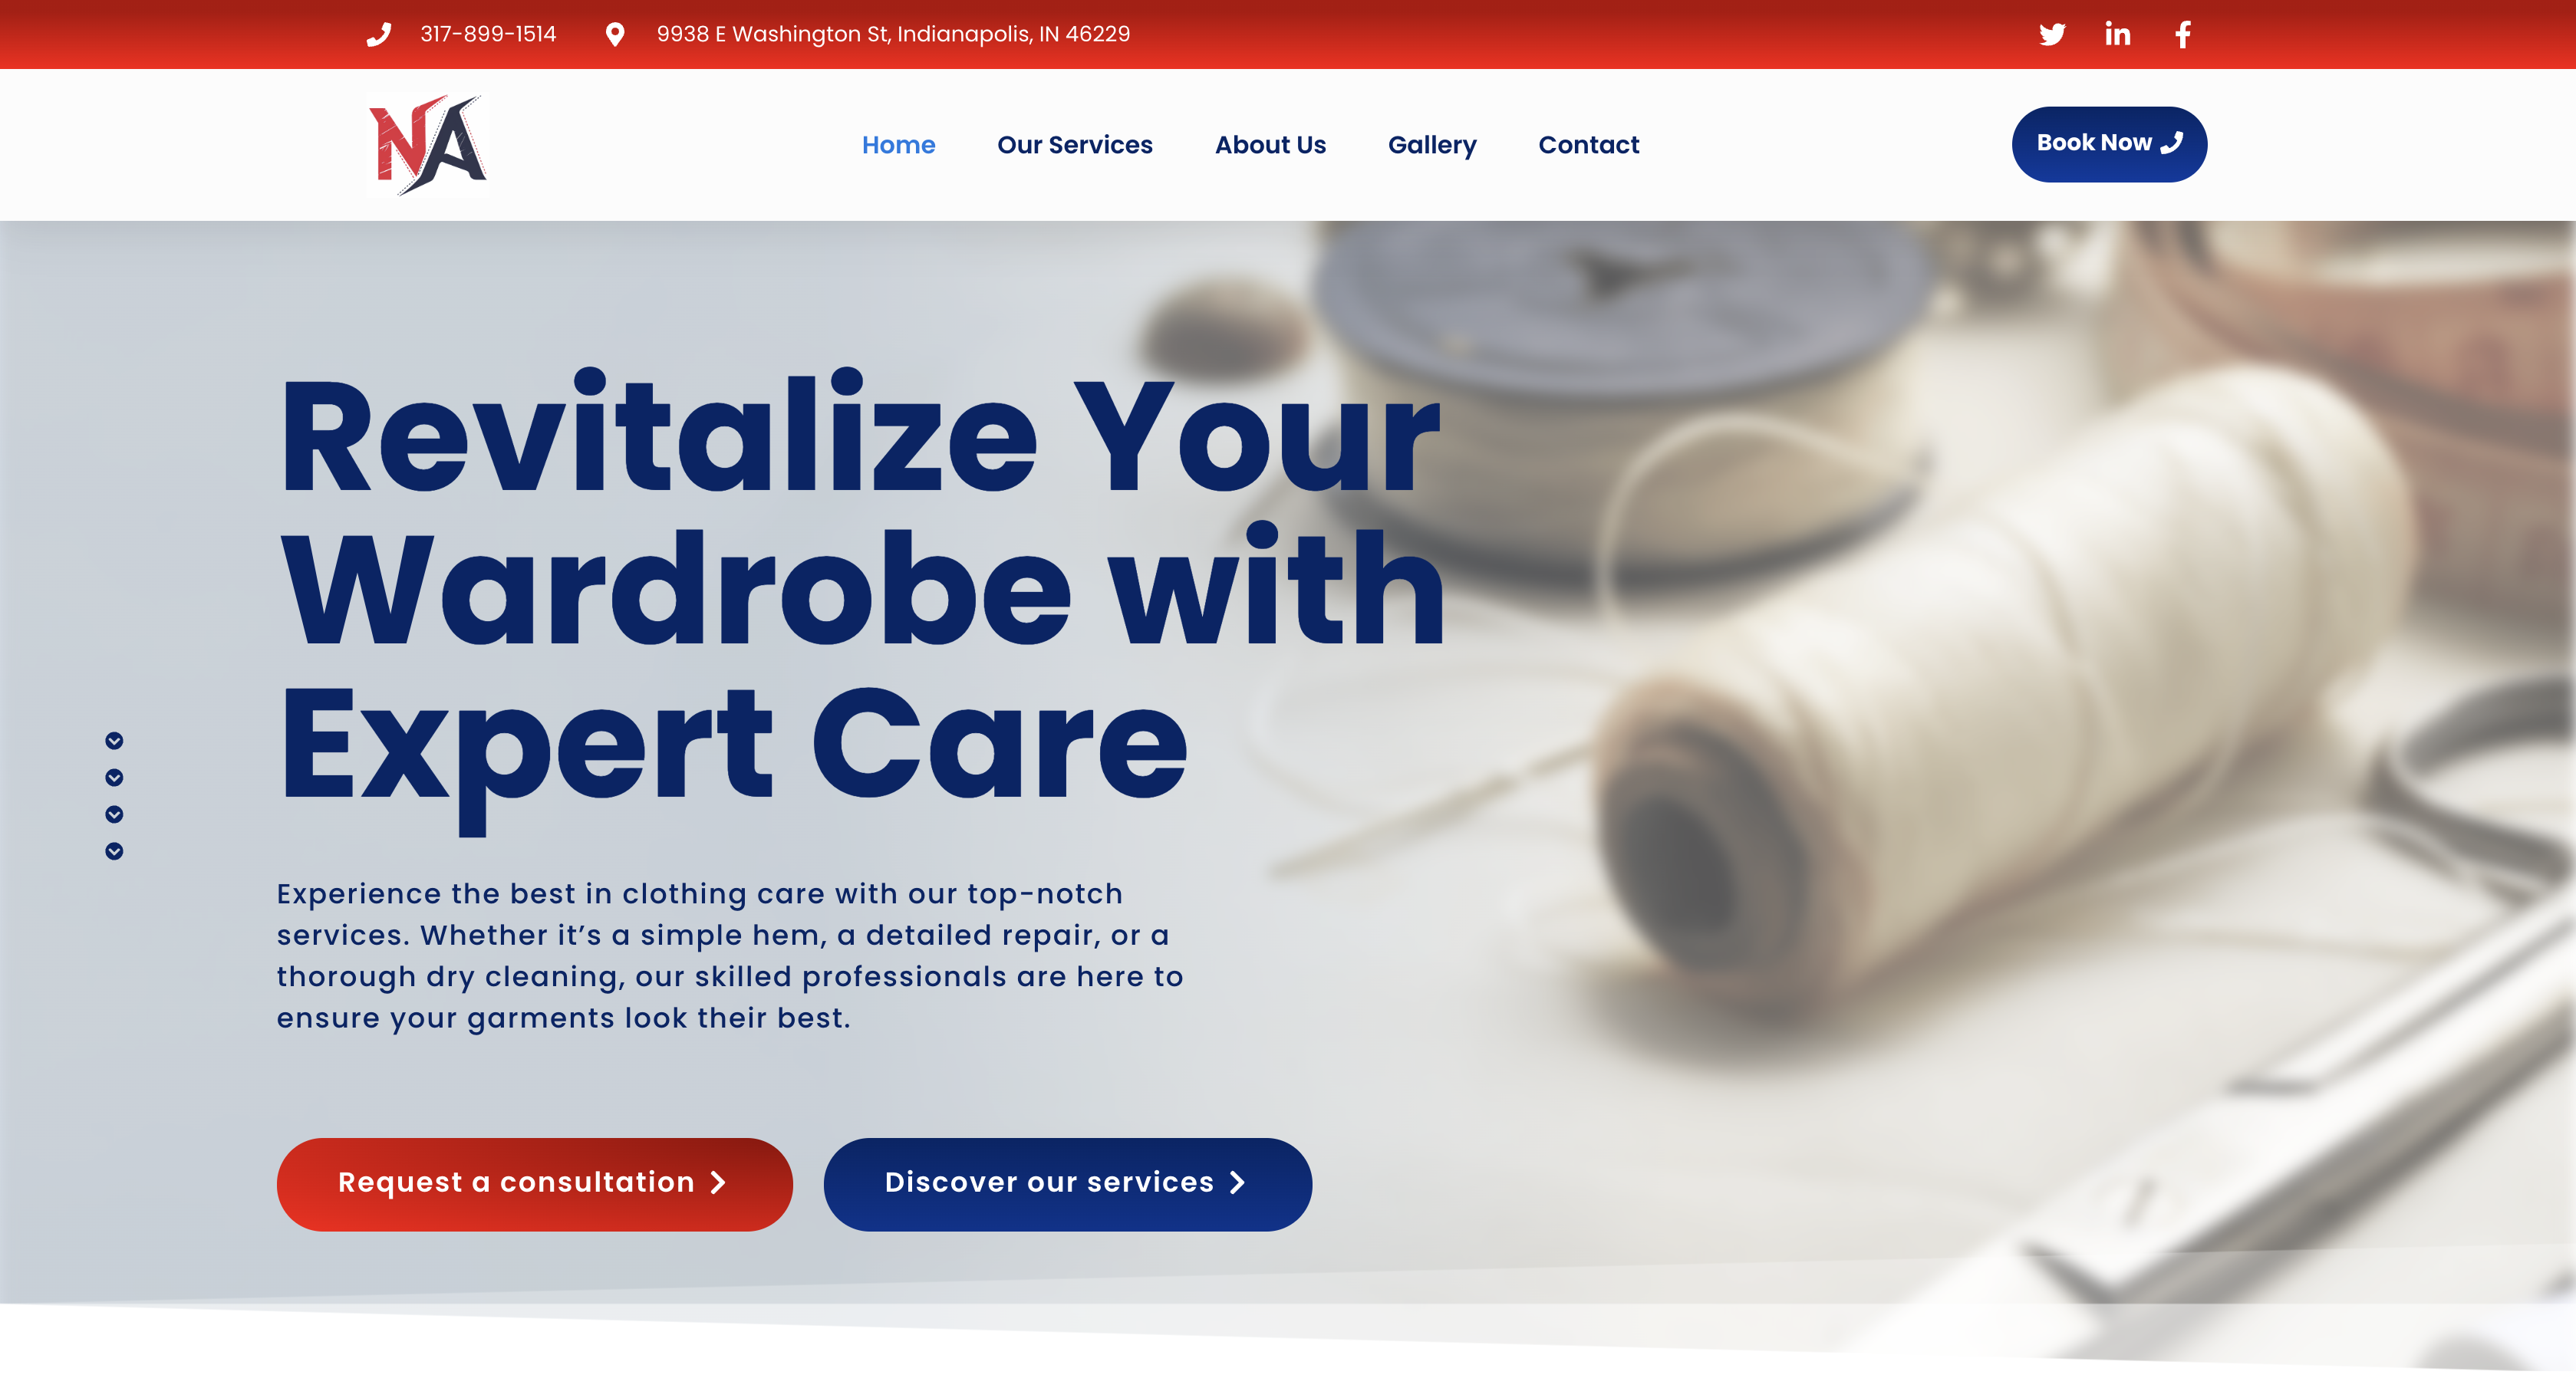 317-899-1514 9938 E Washington St, Indianapolis, IN 46229
NA
Home Our Services About Us Gallery Contact
Book Now
Revitalize Your
Wardrobe with
Expert Care
Experience the best in clothing care with our top-notch
services. Whether it’s a simple hem, a detailed repair, or a
thorough dry cleaning, our skilled professionals are here to
ensure your garments look their best.
Request a consultation
Discover our services